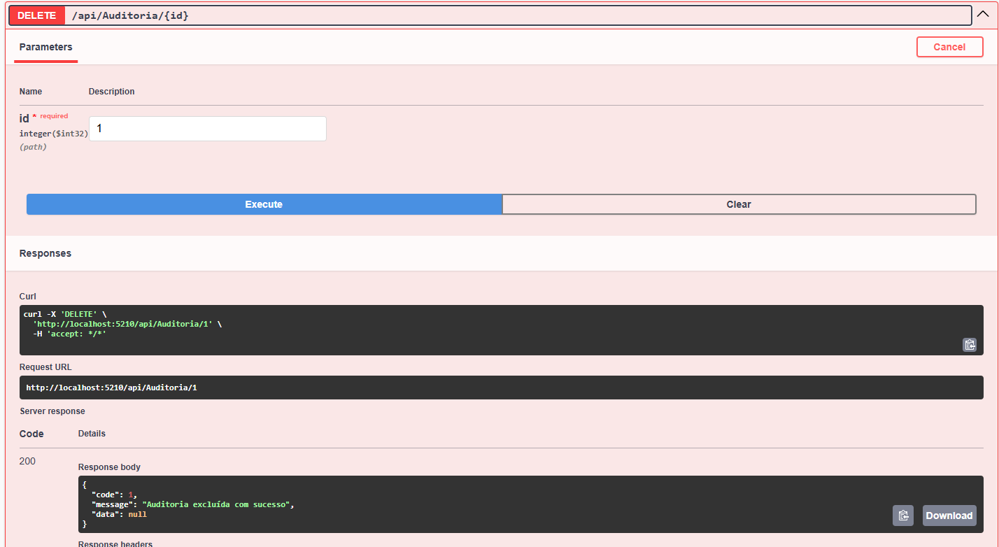 DELETE /api/Auditoria/{id}
Parameters
Cancel
Name Description
id * required
integer($int32)
(path)
1
Execute Clear
Responses
Curl
curl -X 'DELETE' \
  'http://localhost:5210/api/Auditoria/1' \
  -H 'accept: */*'
Request URL
http://localhost:5210/api/Auditoria/1
Server response
Code Details
200
Response body
{
  "code": 1,
  "message": "Auditoria excluída com sucesso",
  "data": null
}
Download
Response headers